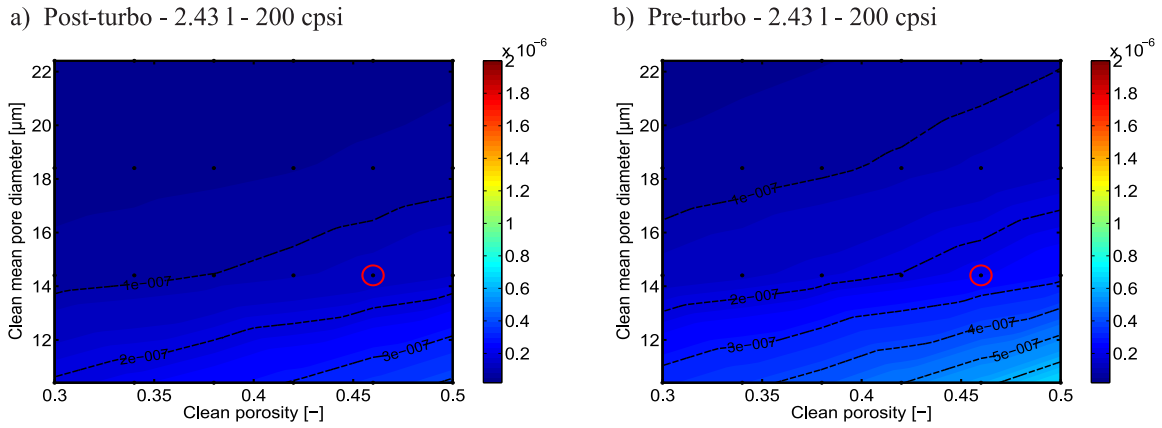 a) Post-turbo - 2.43 l - 200 cpsi
Clean mean pore diameter [µm]
22
20
18
16
14
12
0.3
0.35
0.4
0.45
0.5
Clean porosity [−]
1e−007
2e−007
3e−007
x 10⁻⁶
2
1.8
1.6
1.4
1.2
1
0.8
0.6
0.4
0.2
b) Pre-turbo - 2.43 l - 200 cpsi
Clean mean pore diameter [µm]
22
20
18
16
14
12
0.3
0.35
0.4
0.45
0.5
Clean porosity [−]
1e−007
2e−007
3e−007
4e−007
5e−007
x 10⁻⁶
2
1.8
1.6
1.4
1.2
1
0.8
0.6
0.4
0.2